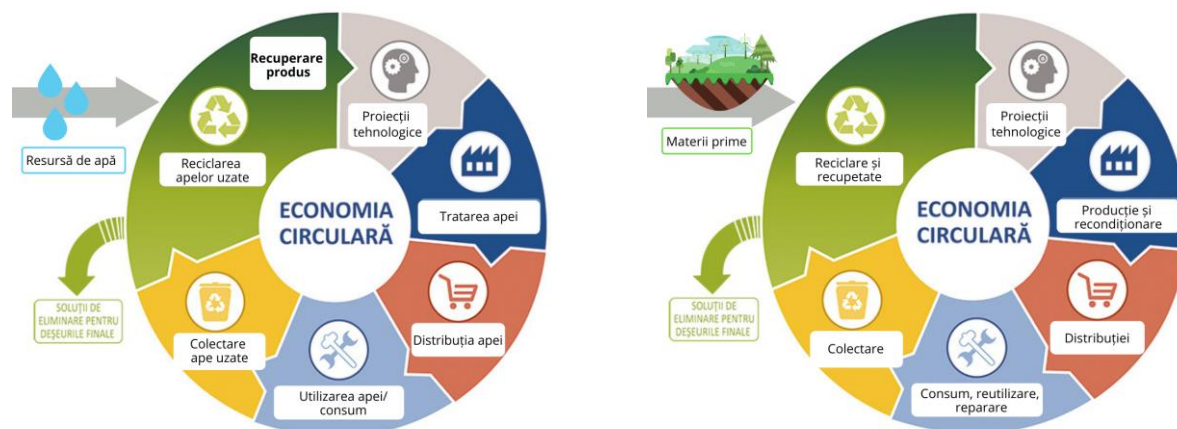 Recuperare
produs
Proiecții
tehnologice
Resursă de apă
Reciclarea
apelor uzate
ECONOMIA
CIRCULARĂ
Tratarea apei
SOLUȚII DE
ELIMINARE PENTRU
DEȘEURILE FINALE
Colectare
ape uzate
Distribuția apei
Utilizarea apei/
consum
Proiecții
tehnologice
Materii prime
Reciclare și
recupetate
ECONOMIA
CIRCULARĂ
Producție și
recondiționare
SOLUȚII DE
ELIMINARE PENTRU
DEȘEURILE FINALE
Colectare
Distribuției
Consum, reutilizare,
reparare